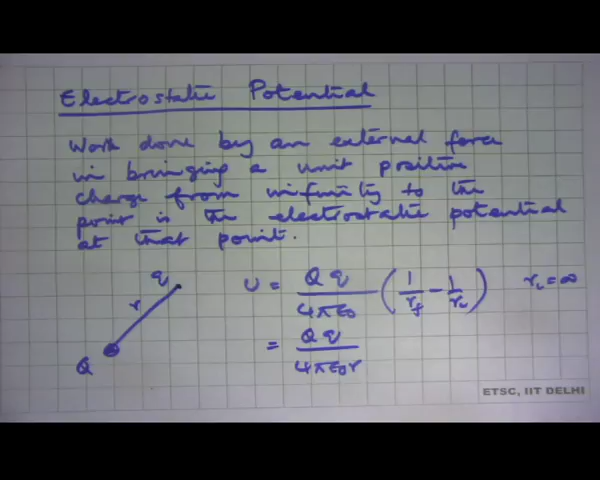 Electrostatic Potential
Work done by an external force
in bringing a unit positive
charge from infinity to the
point is the electrostatic potential
at that point.
q
r
Q
U = Qq/4πε₀ (1/r_f − 1/r_i) r_i = ∞
= Qq/4πε₀r
ETSC, IIT DELHI